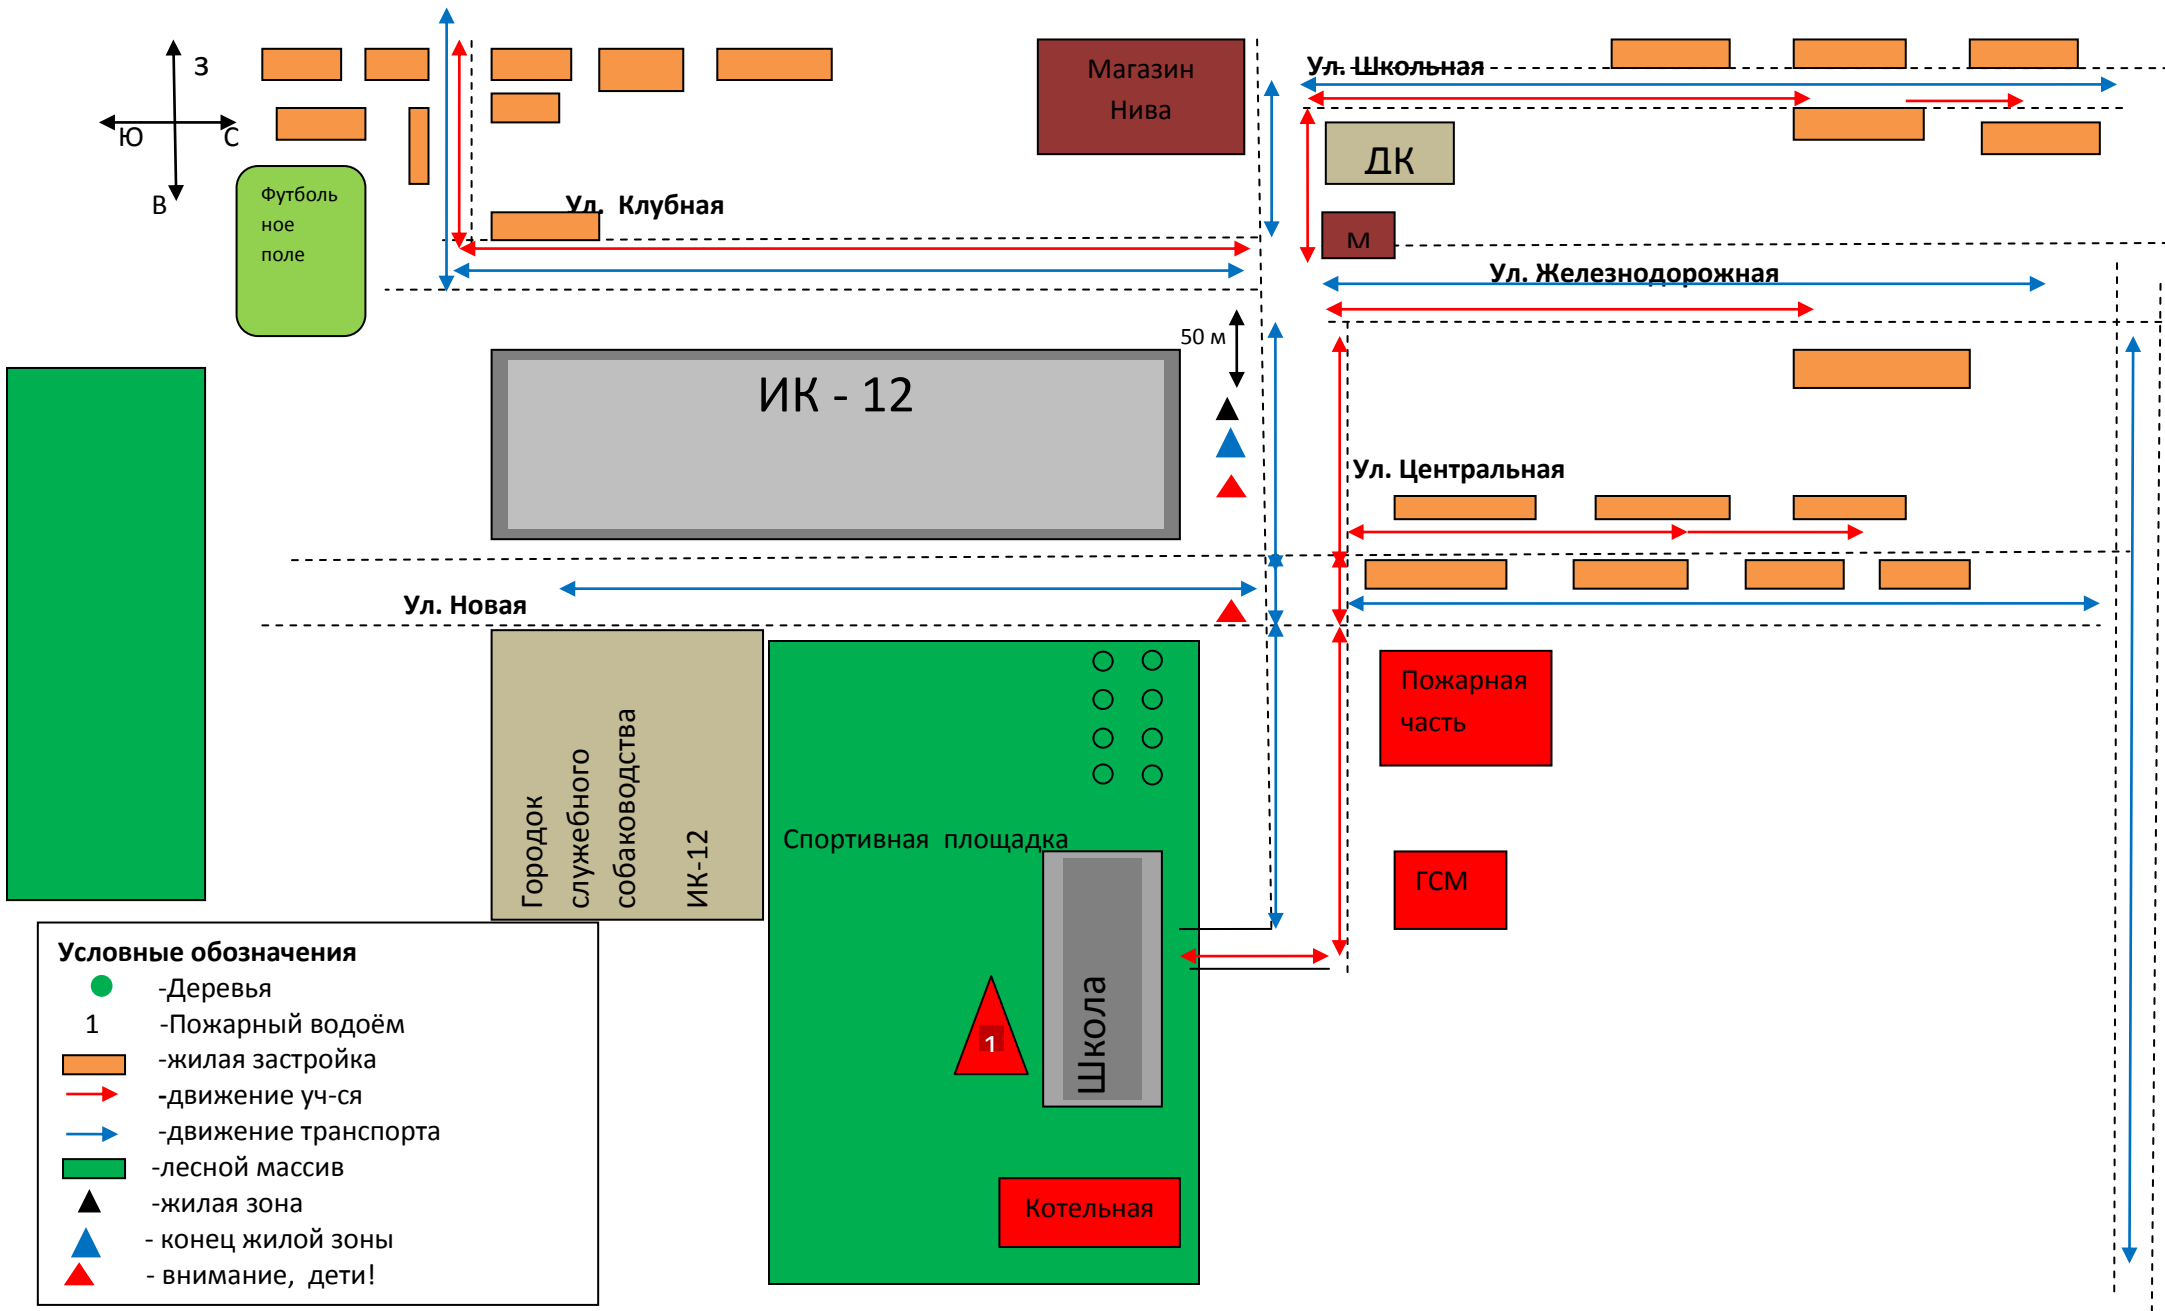 З
Ю
С
В
Футболь
ное
поле
Ул. Клубная
Магазин
Нива
Ул. Школьная
ДК
м
Ул. Железнодорожная
50 м
ИК - 12
Ул. Центральная
Ул. Новая
Городок
служебного
собаководства
ИК-12
Спортивная площадка
Школа
1
Котельная
Пожарная
часть
ГСМ
Условные обозначения
-Деревья
1 -Пожарный водоём
-жилая застройка
-движение уч-ся
-движение транспорта
-лесной массив
-жилая зона
- конец жилой зоны
- внимание, дети!